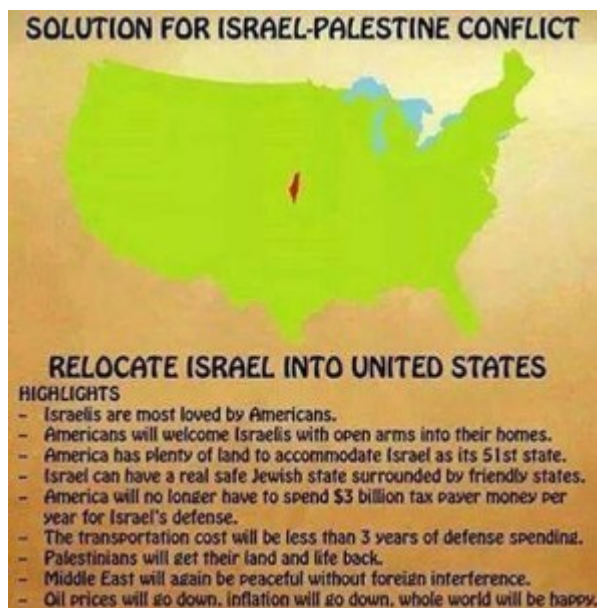 SOLUTION FOR ISRAEL-PALESTINE CONFLICT
RELOCATE ISRAEL INTO UNITED STATES
HIGHLIGHTS
- Israelis are most loved by Americans.
- Americans will welcome Israelis with open arms into their homes.
- America has plenty of land to accommodate Israel as its 51st state.
- Israel can have a real safe Jewish state surrounded by friendly states.
- America will no longer have to spend $3 billion tax payer money per
year for Israel's defense.
- The transportation cost will be less than 3 years of defense spending.
- Palestinians will get their land and life back.
- Middle East will again be peaceful without foreign interference.
- Oil prices will go down, inflation will go down, whole world will be happy.